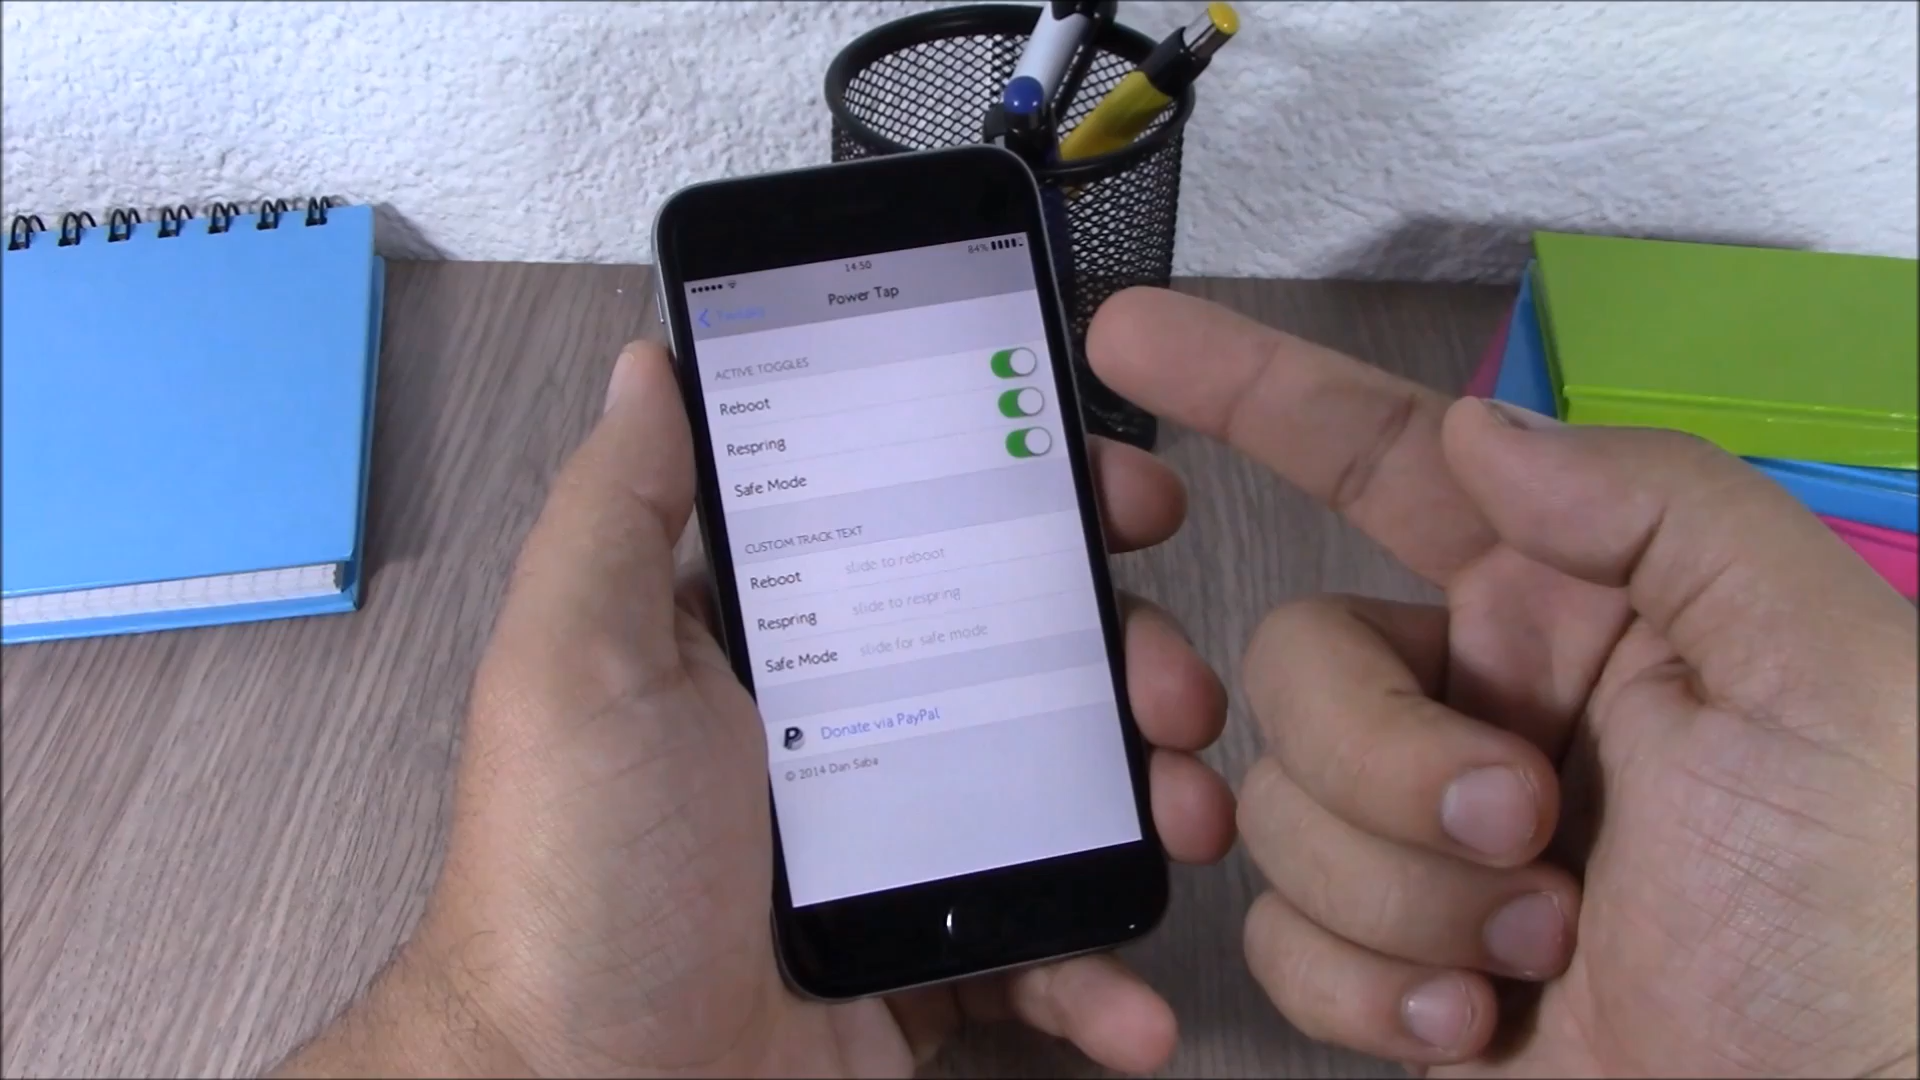 84%
14:50
Power Tap
ACTIVE TOGGLES
Reboot
Respring
Safe Mode
CUSTOM TRACK TEXT
Reboot slide to reboot
Respring slide to respring
Safe Mode slide for safe mode
Donate via PayPal
© 2014 Dan Saba